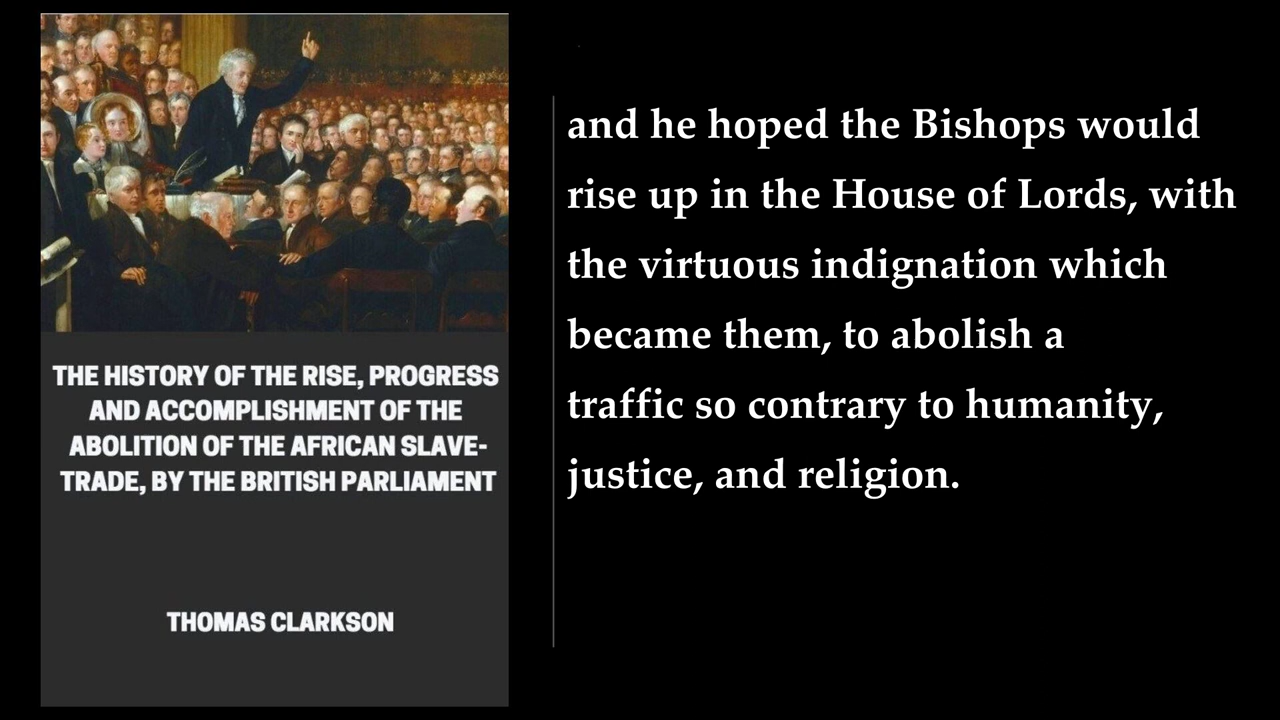 THE HISTORY OF THE RISE, PROGRESS
AND ACCOMPLISHMENT OF THE
ABOLITION OF THE AFRICAN SLAVE-
TRADE, BY THE BRITISH PARLIAMENT
THOMAS CLARKSON
and he hoped the Bishops would
rise up in the House of Lords, with
the virtuous indignation which
became them, to abolish a
traffic so contrary to humanity,
justice, and religion.